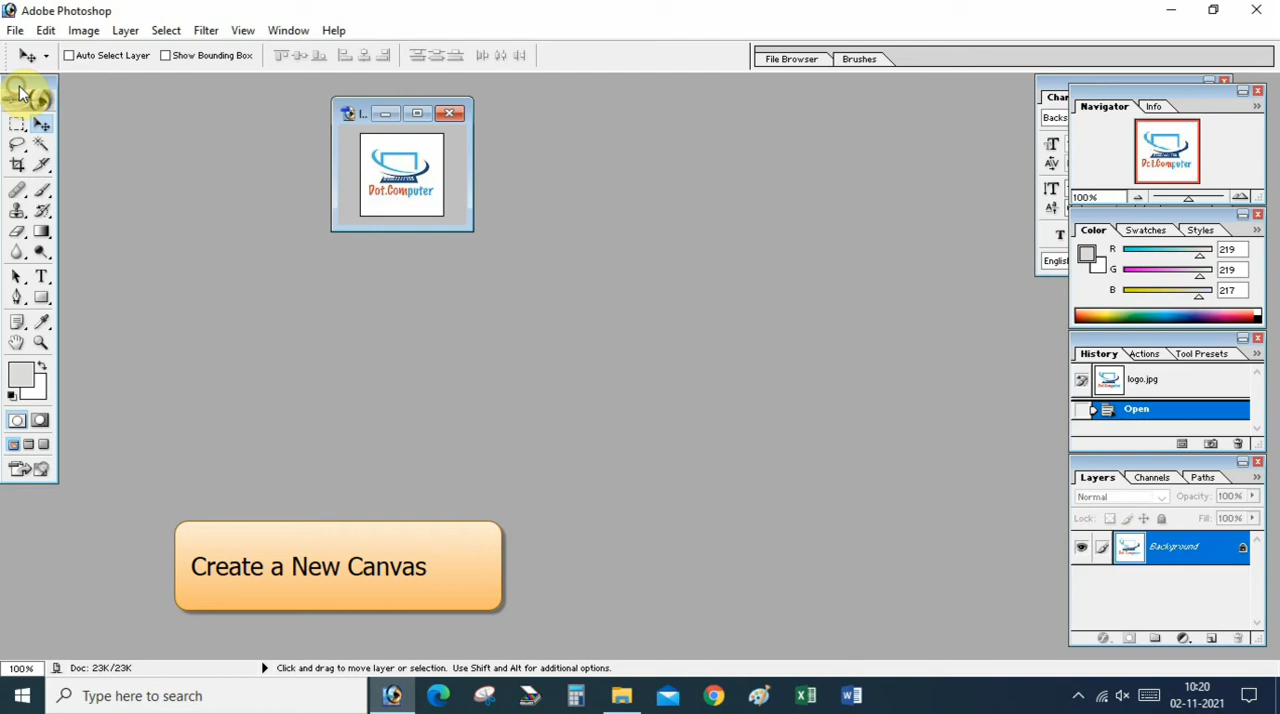 Adobe Photoshop
File Edit Image Layer Select Filter View Window Help
Auto Select Layer Show Bounding Box File Browser Brushes
Navigator Info
Dot.Computer
Dot.Computer
100%
Color Swatches Styles
R 219
G 219
B 217
T
English
History Actions Tool Presets
logo.jpg
Open
Layers Channels Paths
Normal Opacity: 100%
Lock: Fill: 100%
Background
Create a New Canvas
100% Doc: 23K/23K Click and drag to move layer or selection. Use Shift and Alt for additional options.
Type here to search
10:20
02-11-2021